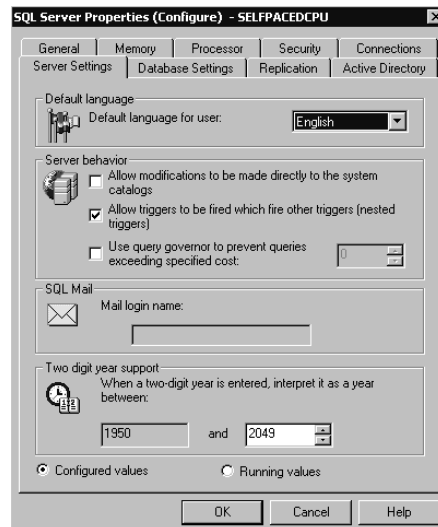 SQL Server Properties (Configure) - SELFPACEDCPU
General Memory Processor Security Connections
Server Settings Database Settings Replication Active Directory
Default language
Default language for user: English
Server behavior
Allow modifications to be made directly to the system
catalogs
Allow triggers to be fired which fire other triggers (nested
triggers)
Use query governor to prevent queries
exceeding specified cost: 0
SQL Mail
Mail login name:
Two digit year support
When a two-digit year is entered, interpret it as a year
between:
1950 and 2049
Configured values Running values
OK Cancel Help